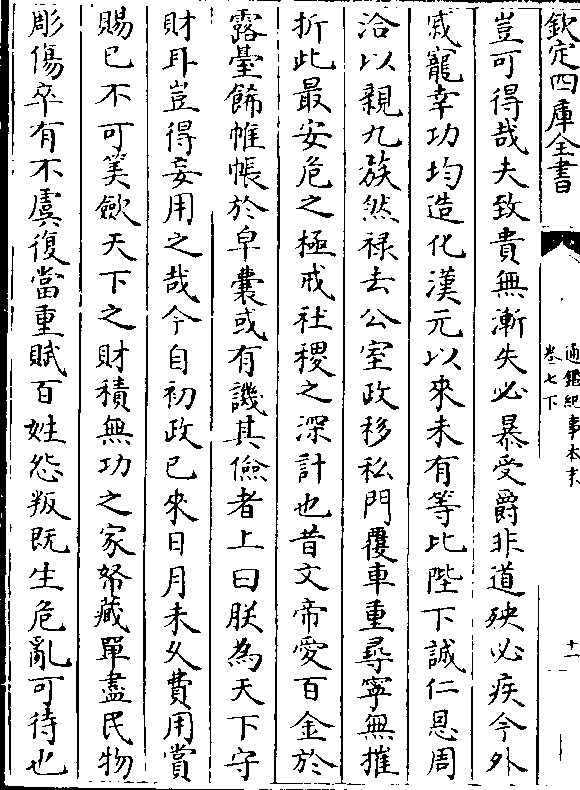 欽定四庫全書
通鑑紀事本末
卷七下
十一
豈可得哉夫致貴無漸失必暴受爵非道殃必疾今外
戚寵幸功均造化漢元以來未有等比陛下誠仁恩周
洽以親九族然禄去公室政移私門覆車重尋寧無摧
折此最安危之極戒社稷之深計也昔文帝愛百金於
露臺飾帷帳於皁囊或有譏其儉者上曰朕為天下守
財耳豈得妄用之哉今自初政已來日月未久費用賞
賜已不可筭歛天下之財積無功之家帑藏單盡民物
彫傷卒有不虞復當重賦百姓怨叛既生危亂可待也